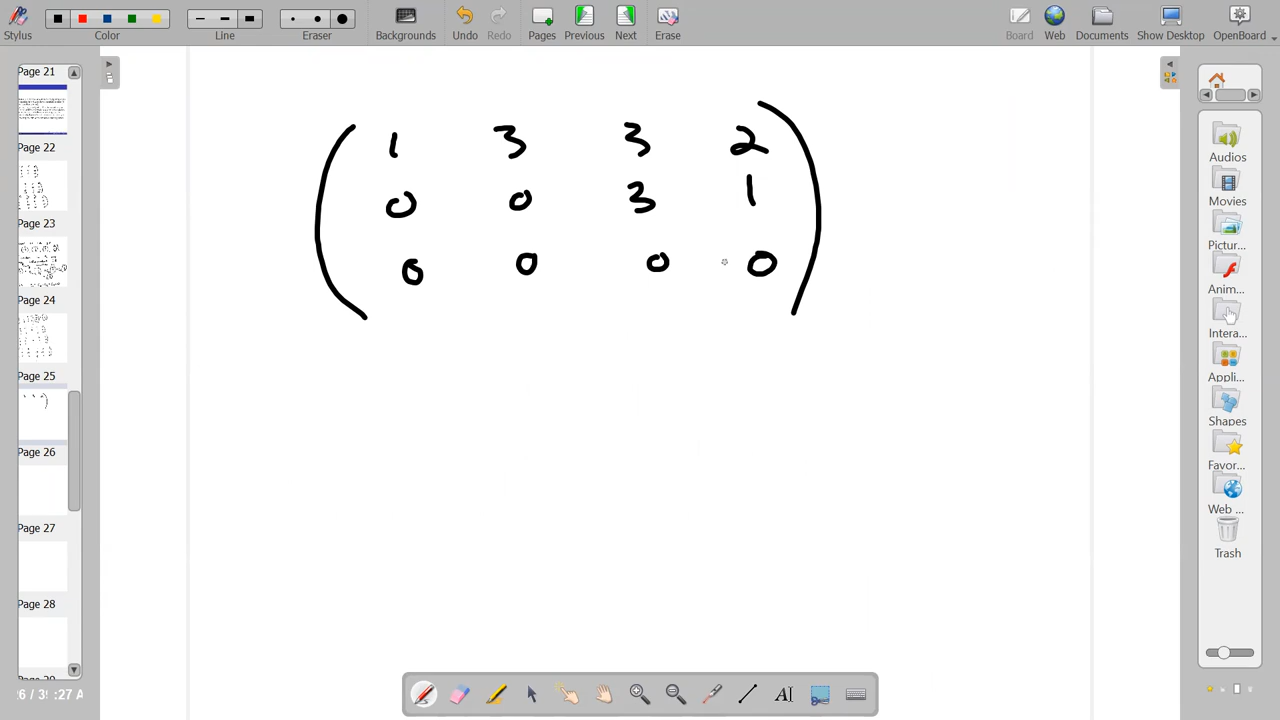 Stylus
Color
Line
Eraser
Backgrounds
Undo
Redo
Pages
Previous
Next
Erase
Board
Web
Documents
Show Desktop
OpenBoard
Page 21
Page 22
Page 23
Page 24
Page 25
Page 26
Page 27
Page 28
1 3 3 2
0 0 3 1
0 0 0 0
Audios
Movies
Pictur...
Anim...
Intera...
Appli...
Shapes
Favor...
Web ...
Trash